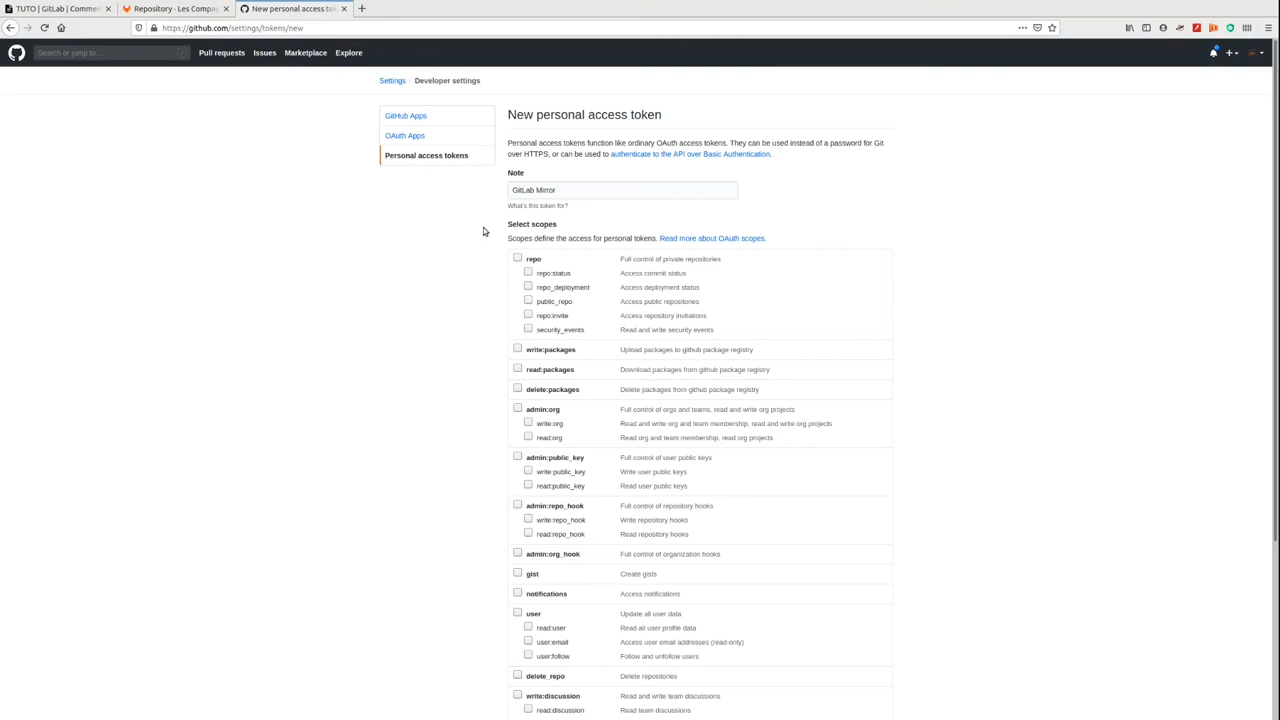 TUTO | GitLab | Commen
Repository · Les Compag
New personal access tok
https://github.com/settings/tokens/new
Search or jump to...
/
Pull requests
Issues
Marketplace
Explore
Settings
Developer settings
GitHub Apps
OAuth Apps
Personal access tokens
New personal access token
Personal access tokens function like ordinary OAuth access tokens. They can be used instead of a password for Git
over HTTPS, or can be used to authenticate to the API over Basic Authentication.
Note
GitLab Mirror
What's this token for?
Select scopes
Scopes define the access for personal tokens. Read more about OAuth scopes.
repo Full control of private repositories
repo:status Access commit status
repo_deployment Access deployment status
public_repo Access public repositories
repo:invite Access repository invitations
security_events Read and write security events
write:packages Upload packages to github package registry
read:packages Download packages from github package registry
delete:packages Delete packages from github package registry
admin:org Full control of orgs and teams, read and write org projects
write:org Read and write org and team membership, read and write org projects
read:org Read org and team membership, read org projects
admin:public_key Full control of user public keys
write:public_key Write user public keys
read:public_key Read user public keys
admin:repo_hook Full control of repository hooks
write:repo_hook Write repository hooks
read:repo_hook Read repository hooks
admin:org_hook Full control of organization hooks
gist Create gists
notifications Access notifications
user Update all user data
read:user Read all user profile data
user:email Access user email addresses (read-only)
user:follow Follow and unfollow users
delete_repo Delete repositories
write:discussion Read and write team discussions
read:discussion Read team discussions